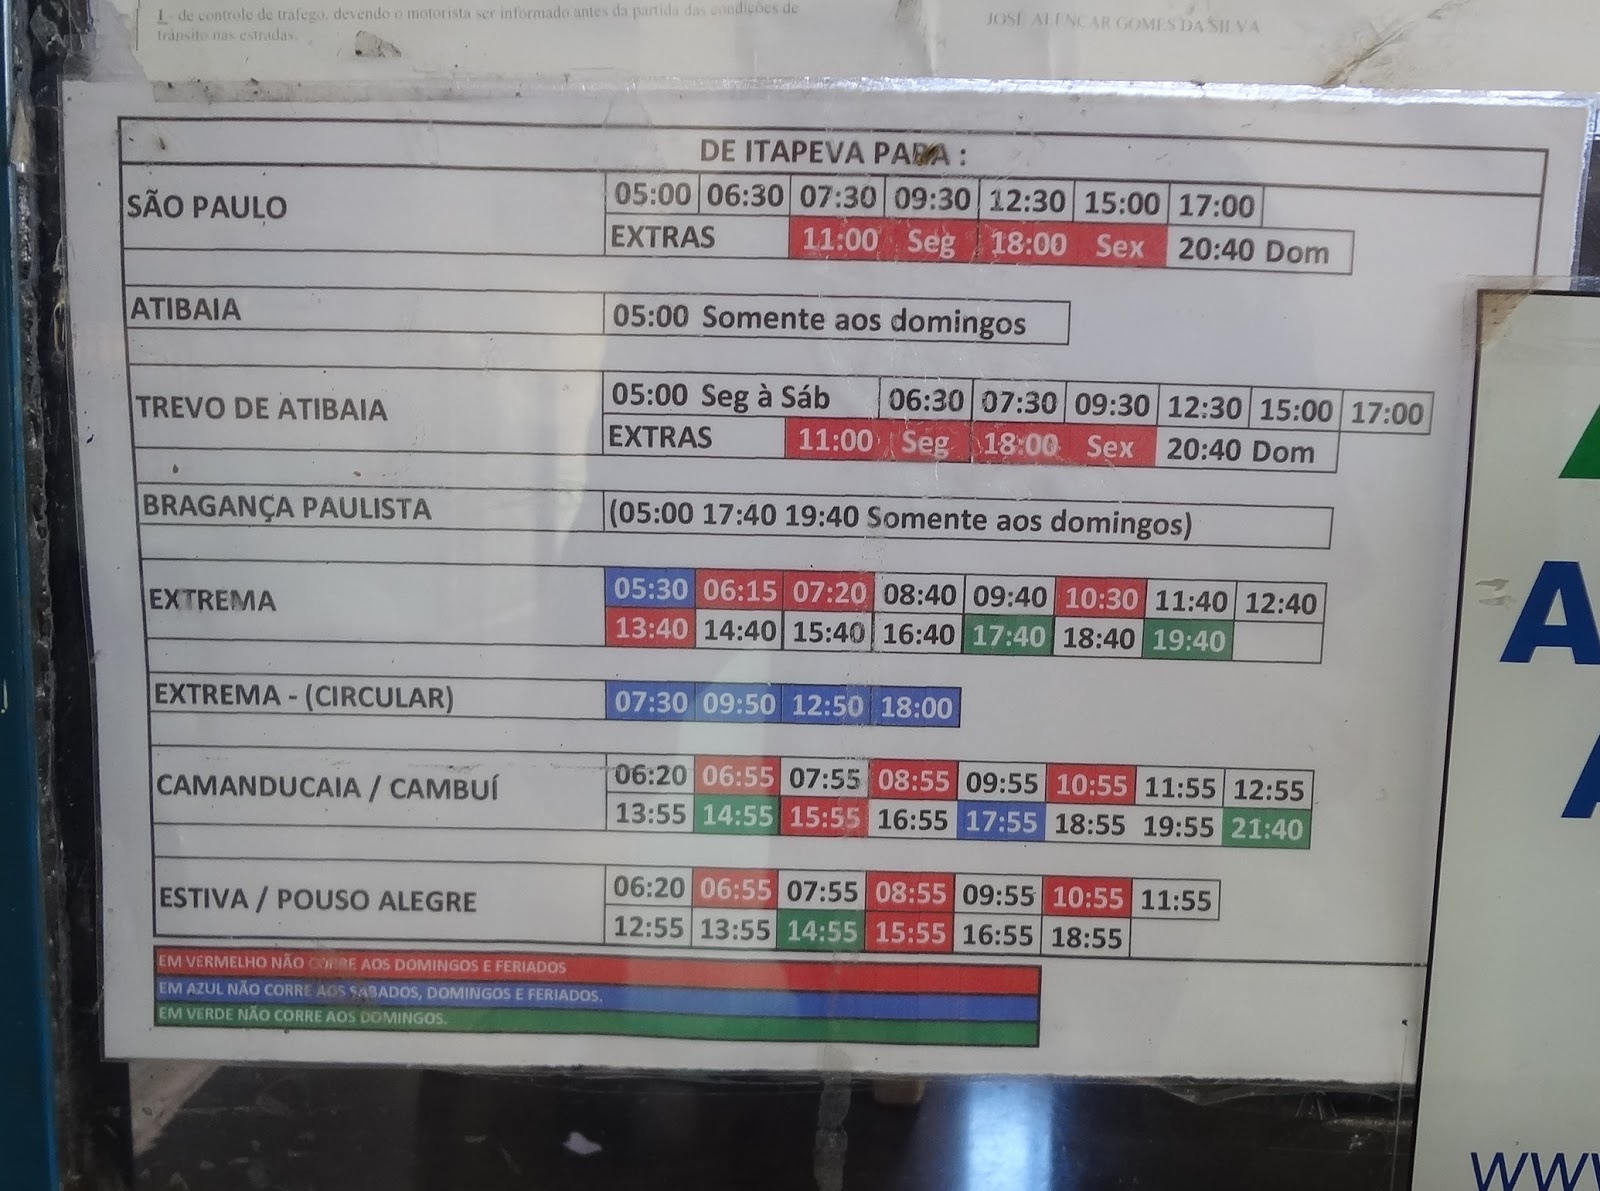 I - de controle de tráfego, devendo o motorista ser informado antes da partida das condições de
trânsito nas estradas.
JOSÉ ALENCAR GOMES DA SILVA
DE ITAPEVA PARA :
SÃO PAULO
05:00 06:30 07:30 09:30 12:30 15:00 17:00
EXTRAS 11:00 Seg 18:00 Sex 20:40 Dom
ATIBAIA
05:00 Somente aos domingos
TREVO DE ATIBAIA
05:00 Seg à Sáb 06:30 07:30 09:30 12:30 15:00 17:00
EXTRAS 11:00 Seg 18:00 Sex 20:40 Dom
BRAGANÇA PAULISTA
(05:00 17:40 19:40 Somente aos domingos)
EXTREMA
05:30 06:15 07:20 08:40 09:40 10:30 11:40 12:40
13:40 14:40 15:40 16:40 17:40 18:40 19:40
EXTREMA - (CIRCULAR)
07:30 09:50 12:50 18:00
CAMANDUCAIA / CAMBUÍ
06:20 06:55 07:55 08:55 09:55 10:55 11:55 12:55
13:55 14:55 15:55 16:55 17:55 18:55 19:55 21:40
ESTIVA / POUSO ALEGRE
06:20 06:55 07:55 08:55 09:55 10:55 11:55
12:55 13:55 14:55 15:55 16:55 18:55
EM VERMELHO NÃO CORRE AOS DOMINGOS E FERIADOS
EM AZUL NÃO CORRE AOS SABADOS, DOMINGOS E FERIADOS.
EM VERDE NÃO CORRE AOS DOMINGOS.
A
www